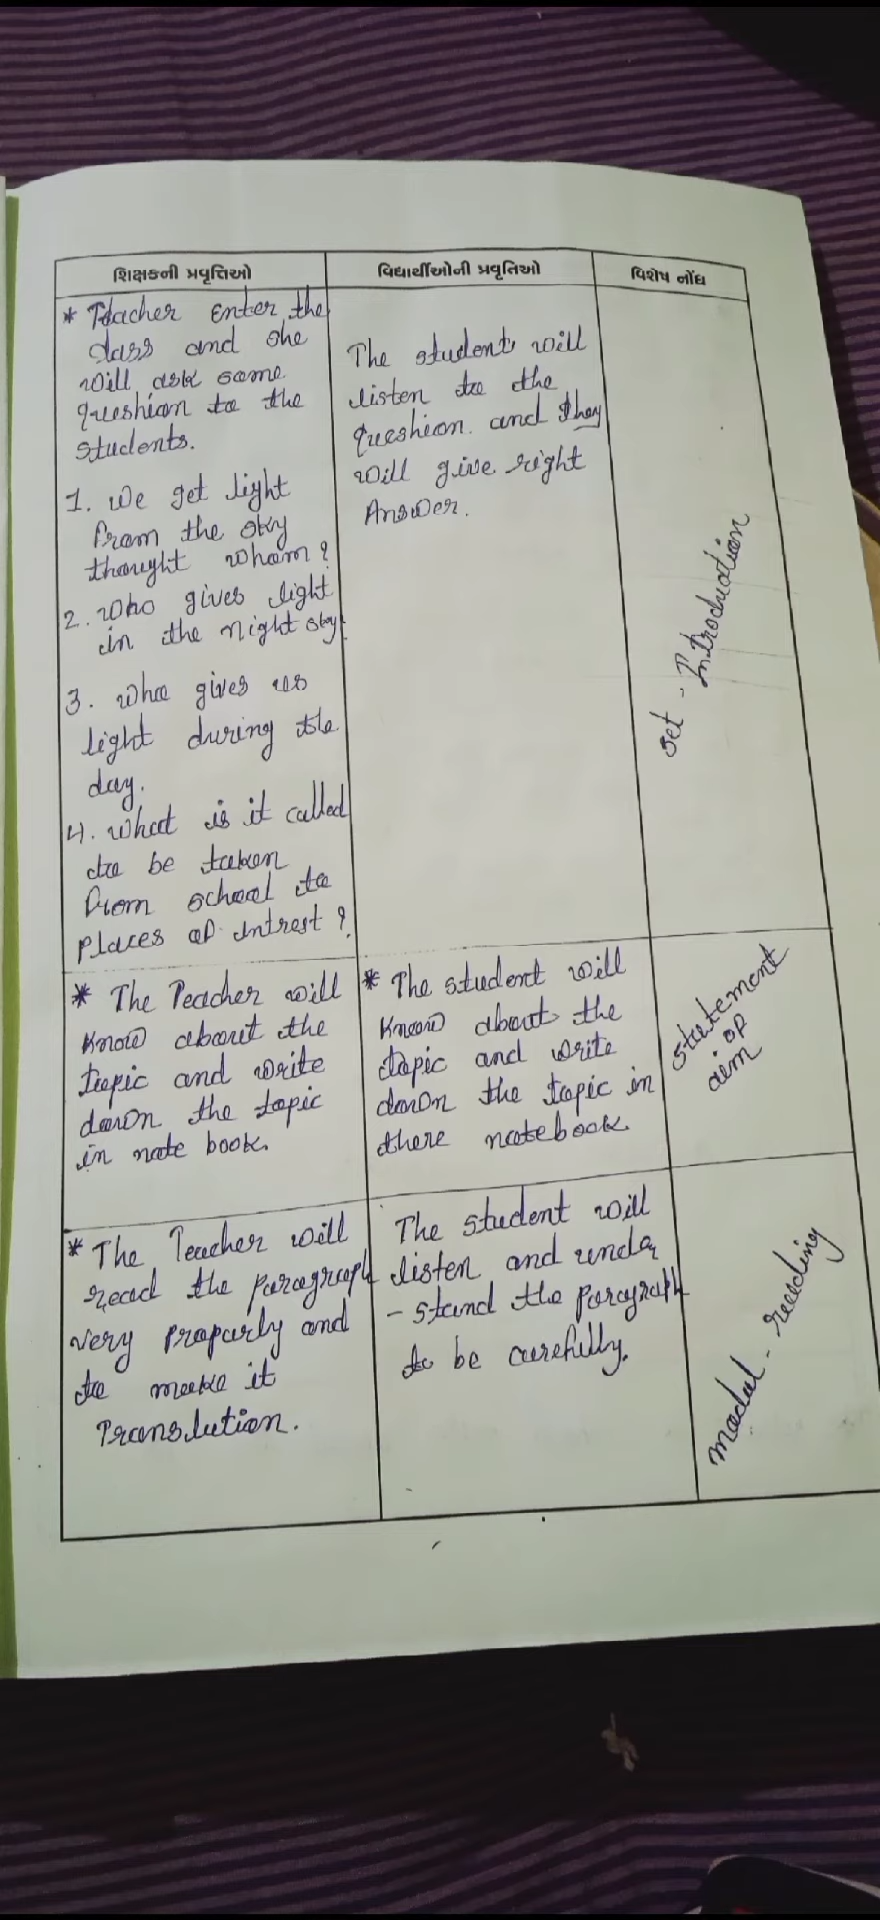 શિક્ષકની પ્રવૃત્તિઓ
વિદ્યાર્થીઓની પ્રવૃતિઓ
વિશેષ નોંધ
* Teacher enter the
class and she
will ask some
queshion to the
students.
1. We get light
from the sky
thought whom?
2. Who gives light
in the night sky.
3. Who gives us
light during the
day.
4. What is it called
to be taken
from school to
places of intrest?
The students will
listen to the
queshion. and they
will give right
Answer.
set - Introduction
* The Teacher will
know about the
topic and write
down the topic
in note book.
* The student will
know about the
topic and write
down the topic in
there notebook.
statement
of
aim
* The Teacher will
read the paragraph
very proparly and
to make it
Translation.
The student will
listen and unde
- stand the paragraph
to be carefully.
modal - reading